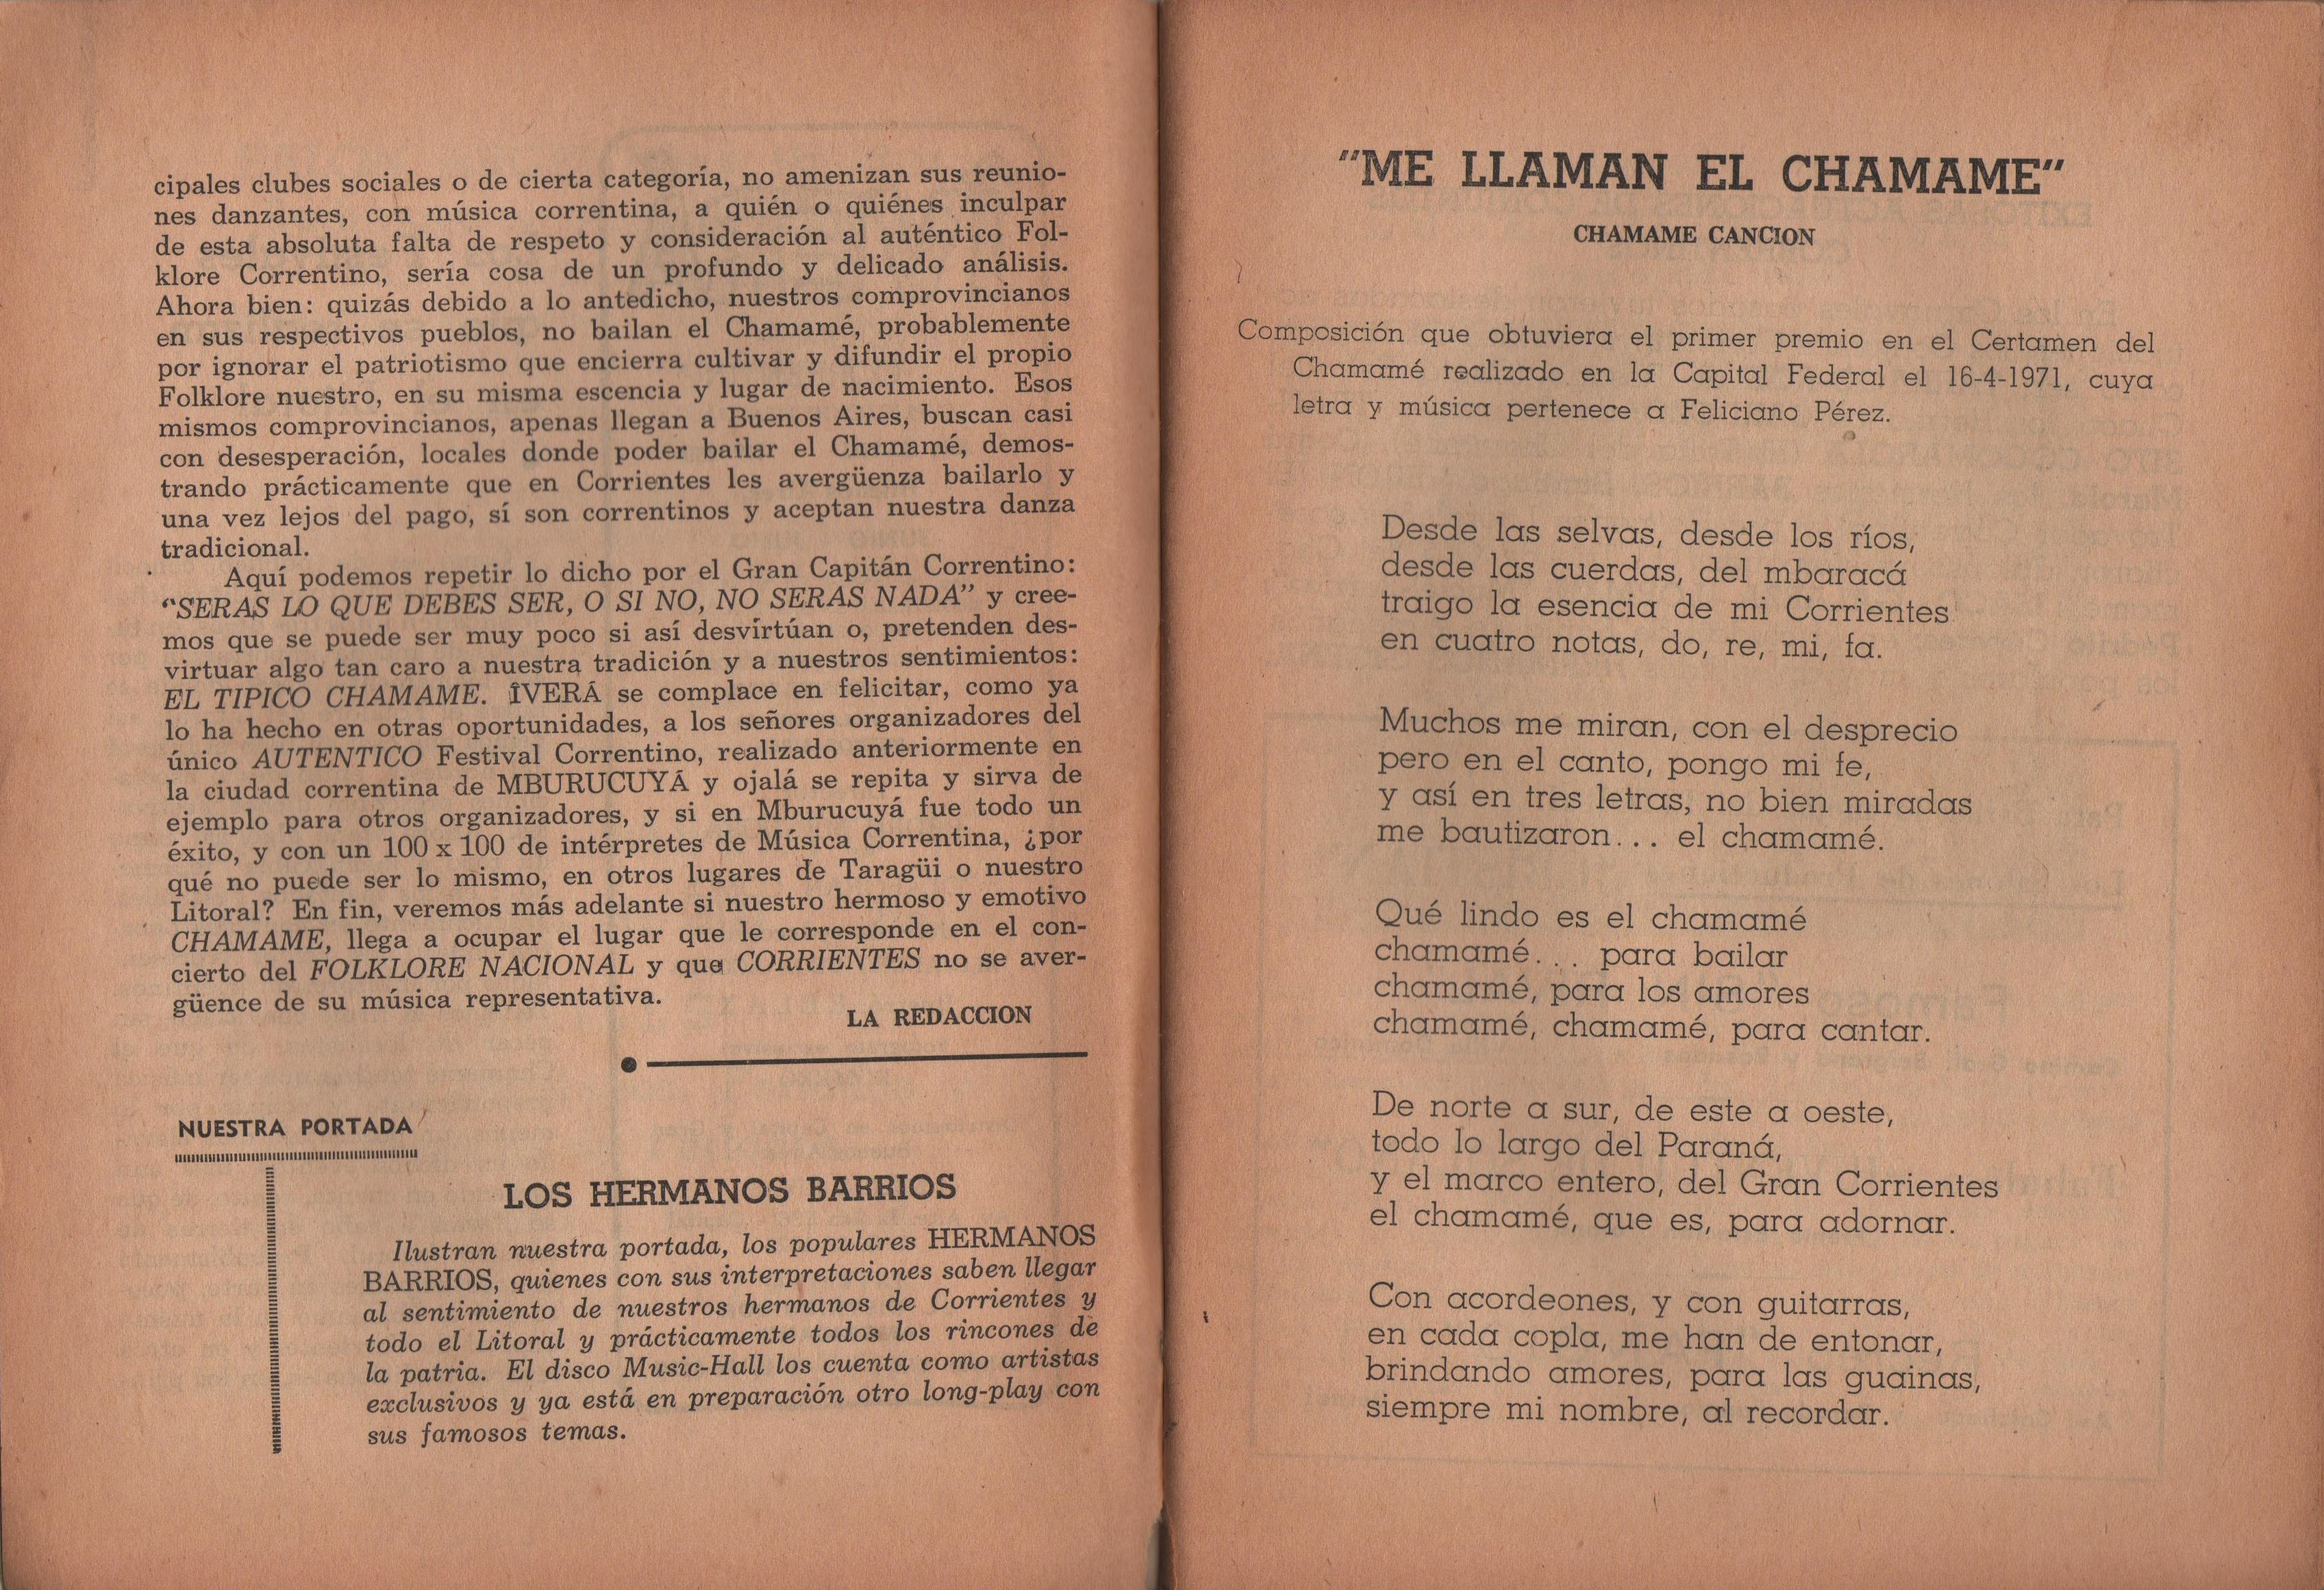 cipales clubes sociales o de cierta categoría, no amenizan sus reunio-
nes danzantes, con música correntina, a quién o quiénes inculpar
de esta absoluta falta de respeto y consideración al auténtico Fol-
klore Correntino, sería cosa de un profundo y delicado análisis.
Ahora bien: quizás debido a lo antedicho, nuestros comprovincianos
en sus respectivos pueblos, no bailan el Chamamé, probablemente
por ignorar el patriotismo que encierra cultivar y difundir el propio
Folklore nuestro, en su misma escencia y lugar de nacimiento. Esos
mismos comprovincianos, apenas llegan a Buenos Aires, buscan casi
con desesperación, locales donde poder bailar el Chamamé, demos-
trando prácticamente que en Corrientes les avergüenza bailarlo y
una vez lejos del pago, sí son correntinos y aceptan nuestra danza
tradicional.
Aquí podemos repetir lo dicho por el Gran Capitán Correntino:
"SERAS LO QUE DEBES SER, O SI NO, NO SERAS NADA" y cree-
mos que se puede ser muy poco si así desvirtúan o, pretenden des-
virtuar algo tan caro a nuestra tradición y a nuestros sentimientos:
EL TIPICO CHAMAME. ÎVERÁ se complace en felicitar, como ya
lo ha hecho en otras oportunidades, a los señores organizadores del
único AUTENTICO Festival Correntino, realizado anteriormente en
la ciudad correntina de MBURUCUYÁ y ojalá se repita y sirva de
ejemplo para otros organizadores, y si en Mburucuyá fue todo un
éxito, y con un 100 x 100 de intérpretes de Música Correntina, ¿por
qué no puede ser lo mismo, en otros lugares de Taragüi o nuestro
Litoral? En fin, veremos más adelante si nuestro hermoso y emotivo
CHAMAME, llega a ocupar el lugar que le corresponde en el con-
cierto del FOLKLORE NACIONAL y que CORRIENTES no se aver-
güence de su música representativa.
LA REDACCION
NUESTRA PORTADA
LOS HERMANOS BARRIOS
Ilustran nuestra portada, los populares HERMANOS
BARRIOS, quienes con sus interpretaciones saben llegar
al sentimiento de nuestros hermanos de Corrientes y
todo el Litoral y prácticamente todos los rincones de
la patria. El disco Music-Hall los cuenta como artistas
exclusivos y ya está en preparación otro long-play con
sus famosos temas.
"ME LLAMAN EL CHAMAME"
CHAMAME CANCION
Composición que obtuviera el primer premio en el Certamen del
Chamamé realizado en la Capital Federal el 16-4-1971, cuya
letra y música pertenece a Feliciano Pérez.
Desde las selvas, desde los ríos,
desde las cuerdas, del mbaracá
traigo la esencia de mi Corrientes
en cuatro notas, do, re, mi, fa.
Muchos me miran, con el desprecio
pero en el canto, pongo mi fe,
y así en tres letras, no bien miradas
me bautizaron... el chamamé.
Qué lindo es el chamamé
chamamé... para bailar
chamamé, para los amores
chamamé, chamamé, para cantar.
De norte a sur, de este a oeste,
todo lo largo del Paraná,
y el marco entero, del Gran Corrientes
el chamamé, que es, para adornar.
Con acordeones, y con guitarras,
en cada copla, me han de entonar,
brindando amores, para las guainas,
siempre mi nombre, al recordar.